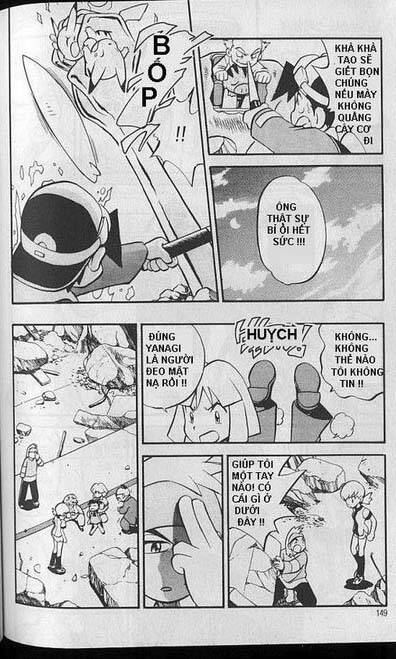 KHÀ KHÀ
TAO SẼ
GIẾT BỌN
CHÚNG
NẾU MÀY
KHÔNG
QUẲNG
CÂY CƠ
ĐI
BỐP
!!
ÔNG
THẬT SỰ
BỈ ỔI HẾT
SỨC !!!
KHÔNG...
KHÔNG
THỂ NÀO
TÔI KHÔNG
TIN !!
HUỴCH
ĐÚNG
YANAGI
LÀ NGƯỜI
ĐEO MẶT
NẠ RỒI !!
GIÚP TÔI
MỘT TAY
NÀO! CÓ
CÁI GÌ Ở
DƯỚI
ĐÂY !!
149